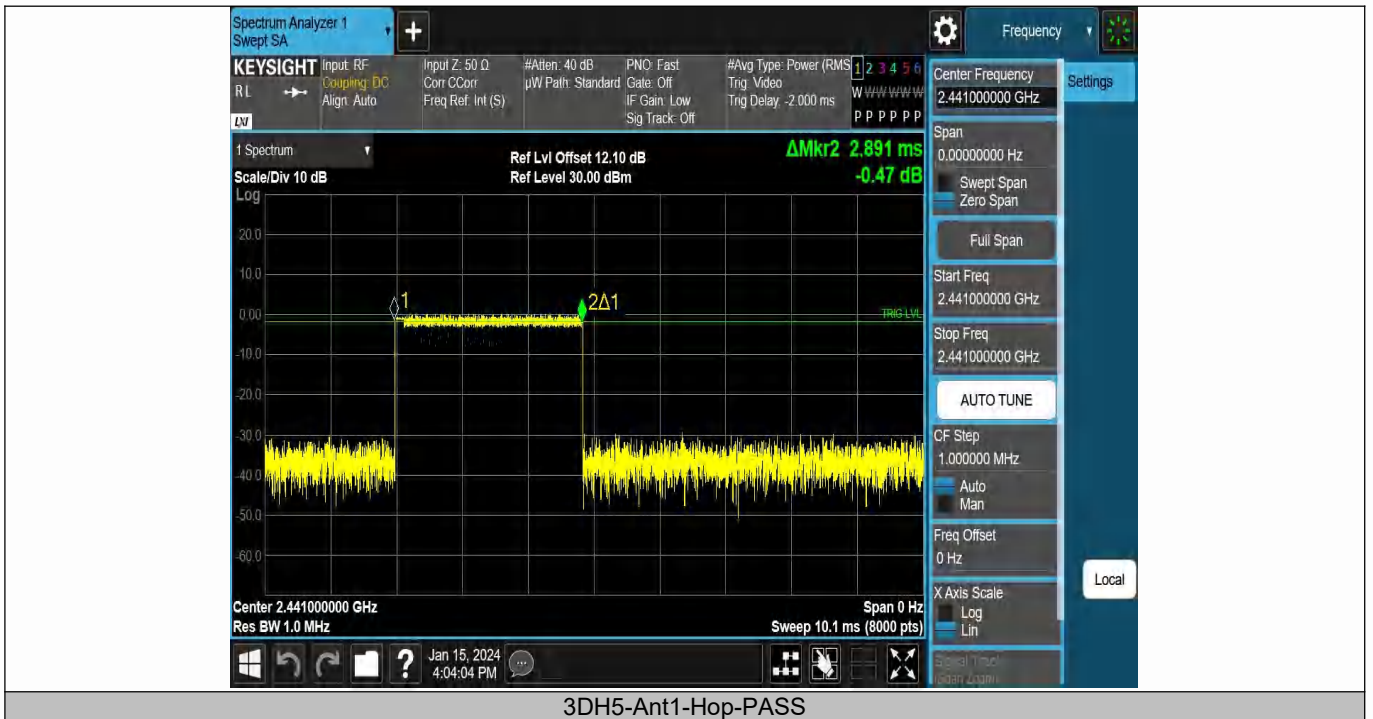 Spectrum Analyzer 1
Swept SA
+
Frequency
KEYSIGHT
R L
LXI
Input: RF
Coupling: DC
Align: Auto
Input Z: 50 Ω
Corr CCorr
Freq Ref: Int (S)
#Atten: 40 dB
µW Path: Standard
PNO: Fast
Gate: Off
IF Gain: Low
Sig Track: Off
#Avg Type: Power (RMS
Trig: Video
Trig Delay: -2.000 ms
1 2 3 4 5 6
W W W W W W
P P P P P P
1 Spectrum
Scale/Div 10 dB
Log
Ref Lvl Offset 12.10 dB
Ref Level 30.00 dBm
ΔMkr2 2.891 ms
-0.47 dB
20.0
10.0
0.00
-10.0
-20.0
-30.0
-40.0
-50.0
-60.0
1
2Δ1
TRIG LVL
Center 2.441000000 GHz
Res BW 1.0 MHz
Span 0 Hz
Sweep 10.1 ms (8000 pts)
Center Frequency
2.441000000 GHz
Settings
Span
0.00000000 Hz
Swept Span
Zero Span
Full Span
Start Freq
2.441000000 GHz
Stop Freq
2.441000000 GHz
AUTO TUNE
CF Step
1.000000 MHz
Auto
Man
Freq Offset
0 Hz
X Axis Scale
Log
Lin
Signal Track
(Span Zoom)
Local
?
Jan 15, 2024
4:04:04 PM
3DH5-Ant1-Hop-PASS